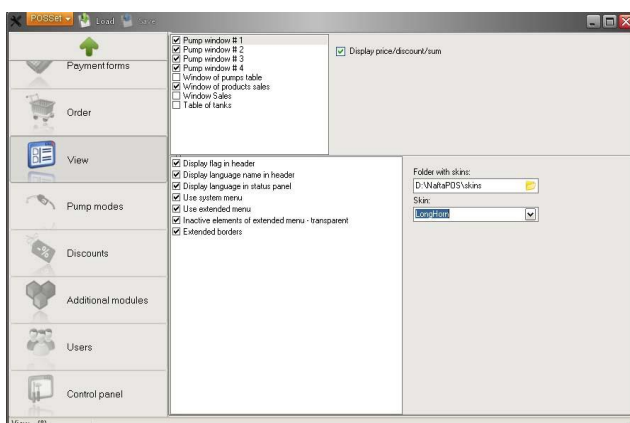 POSSet
Load
Save
Payment forms
Order
View
Pump modes
Discounts
Additional modules
Users
Control panel
Pump window # 1
Pump window # 2
Pump window # 3
Pump window # 4
Window of pumps table
Window of products sales
Window Sales
Table of tanks
Display price/discount/sum
Display flag in header
Display language name in header
Display language in status panel
Use system menu
Use extended menu
Inactive elements of extended menu - transparent
Extended borders
Folder with skins:
D:\NaftaPOS\skins
Skin:
LongHorn